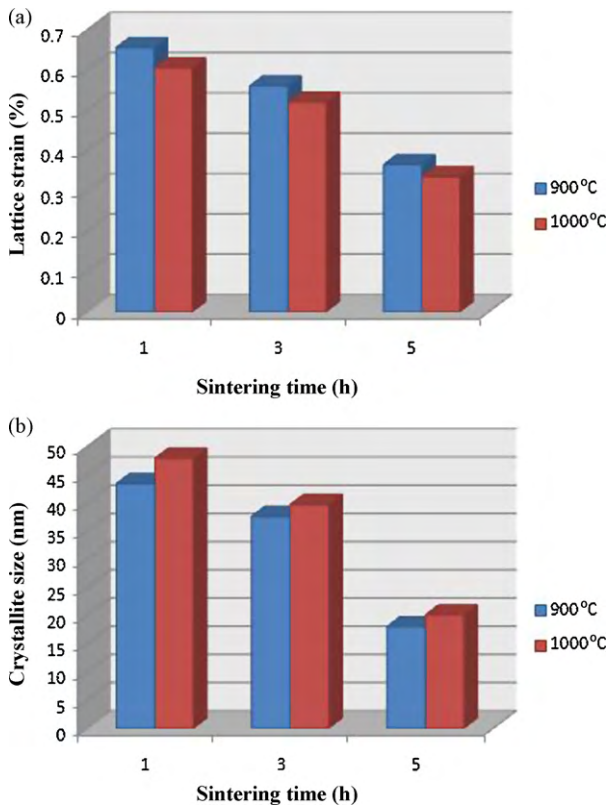 (a)
0.7
0.6
0.5
0.4
0.3
0.2
0.1
0
Lattice strain (%)
1 3 5
Sintering time (h)
900°C
1000°C
(b)
50
45
40
35
30
25
20
15
10
5
0
Crystallite size (nm)
1 3 5
Sintering time (h)
900°C
1000°C